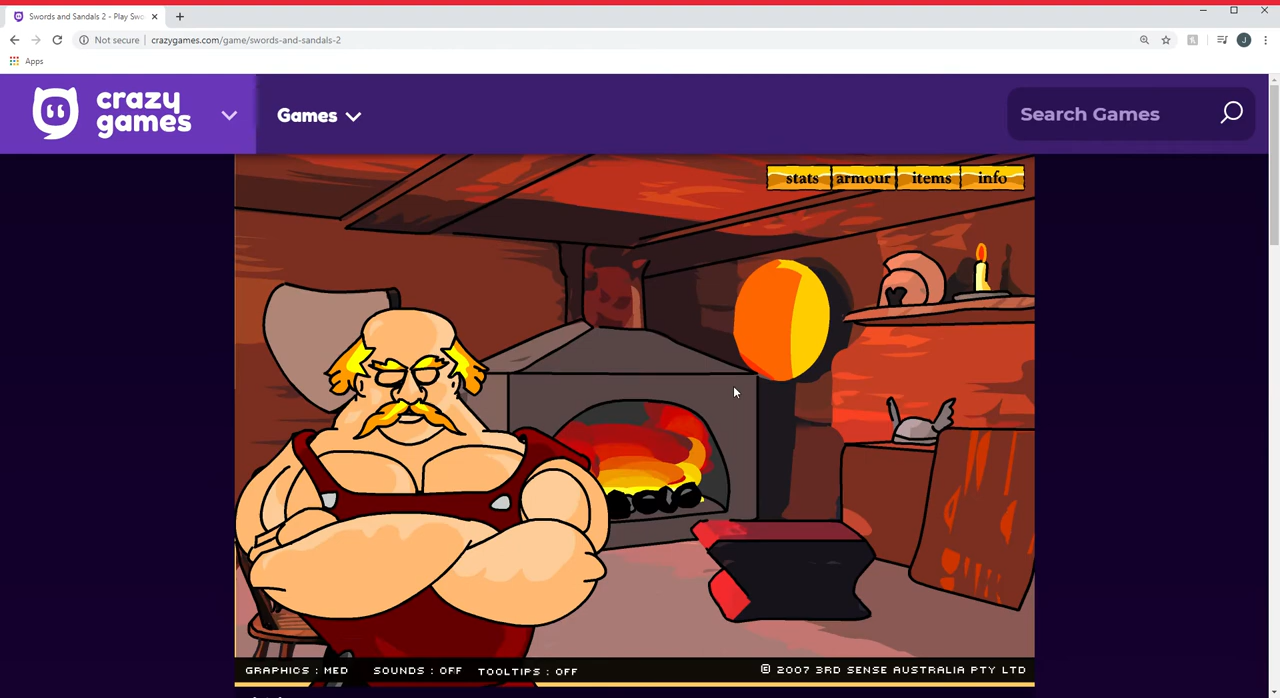 Swords and Sandals 2 - Play Swo
Not secure crazygames.com/game/swords-and-sandals-2
Apps
crazy games
Games
Search Games
stats armour items info
GRAPHICS : MED SOUNDS : OFF TOOLTIPS : OFF © 2007 3RD SENSE AUSTRALIA PTY LTD